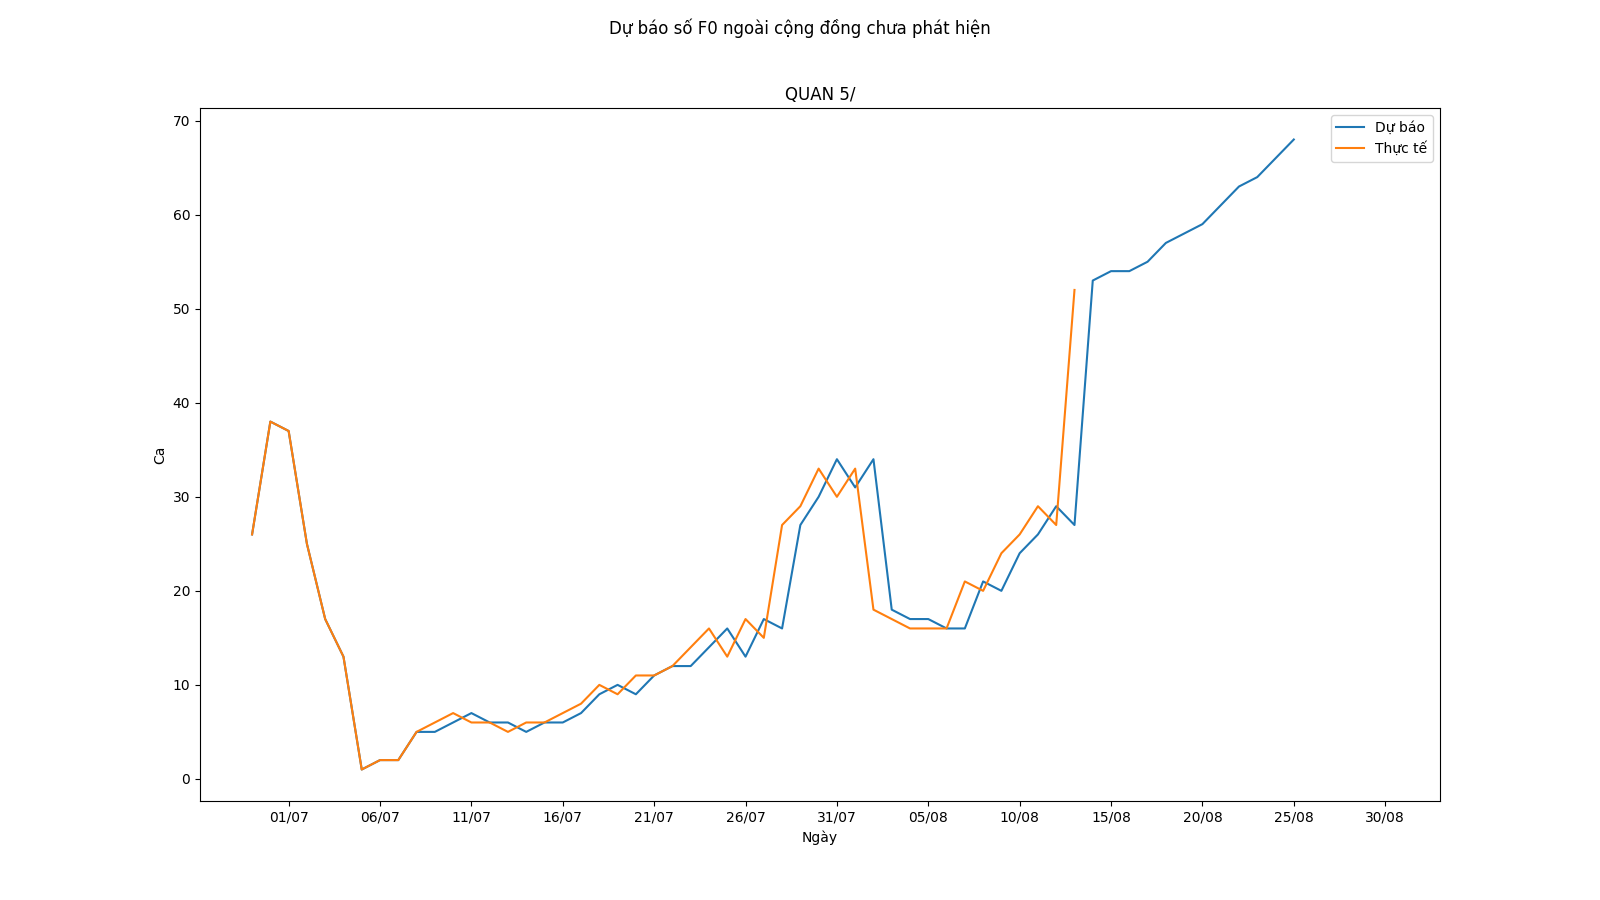 Dự báo số F0 ngoài cộng đồng chưa phát hiện
QUAN 5/
Dự báo
Thực tế
70
60
50
40
30
20
10
0
Ca
01/07 06/07 11/07 16/07 21/07 26/07 31/07 05/08 10/08 15/08 20/08 25/08 30/08
Ngày